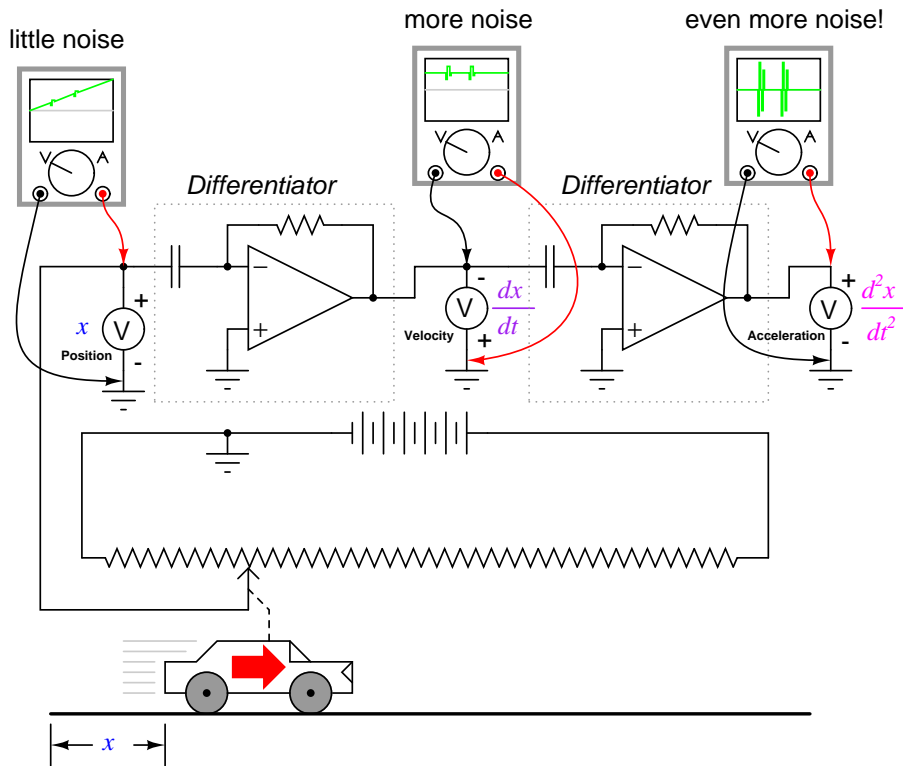 little noise
more noise
even more noise!
V A
V A
V A
Differentiator
Differentiator
−
+
−
+
x
V
+
-
Position
-
V
+
Velocity
dx
dt
+
V
-
Acceleration
d²x
dt²
x